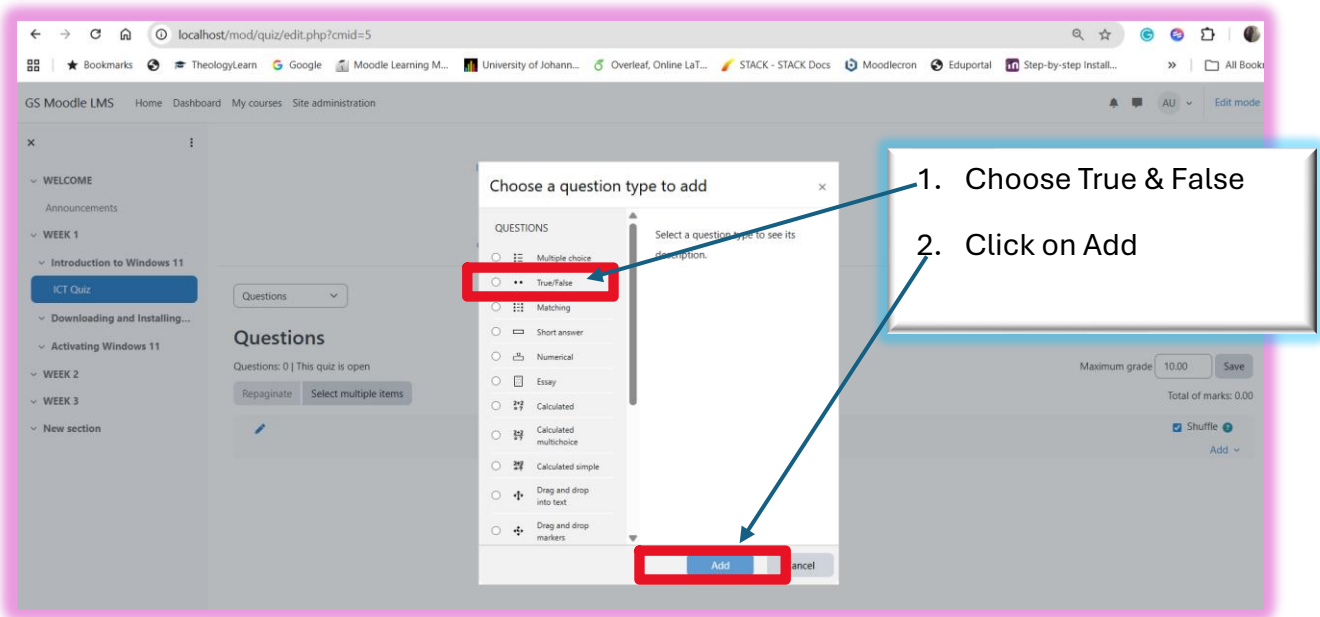 localhost/mod/quiz/edit.php?cmid=5
Bookmarks TheologyLearn Google Moodle Learning M... University of Johann... Overleaf, Online LaT... STACK - STACK Docs Moodlecron Eduportal Step-by-step Install... » All Bookm
GS Moodle LMS Home Dashboard My courses Site administration AU Edit mode
WELCOME
Announcements
WEEK 1
Introduction to Windows 11
ICT Quiz
Downloading and Installing...
Activating Windows 11
WEEK 2
WEEK 3
New section
Questions
Questions
Questions: 0 | This quiz is open
Repaginate Select multiple items
Maximum grade 10.00 Save
Total of marks: 0.00
Shuffle
Add
Choose a question type to add
QUESTIONS
Multiple choice
True/False
Matching
Short answer
Numerical
Essay
Calculated
Calculated
multichoice
Calculated simple
Drag and drop
into text
Drag and drop
markers
Select a question type to see its
description.
Add ancel
1. Choose True & False
2. Click on Add